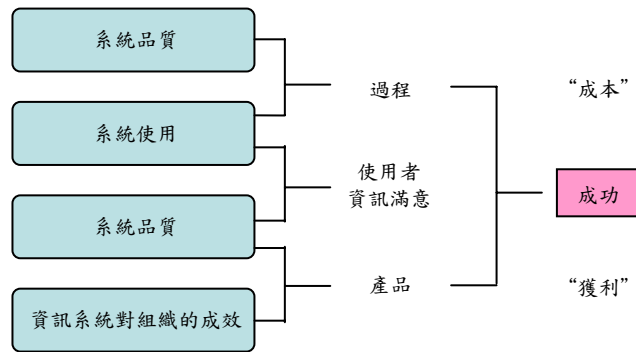 系統品質
過程
“成本”
系統使用
使用者
資訊滿意
成功
系統品質
產品
“獲利”
資訊系統對組織的成效